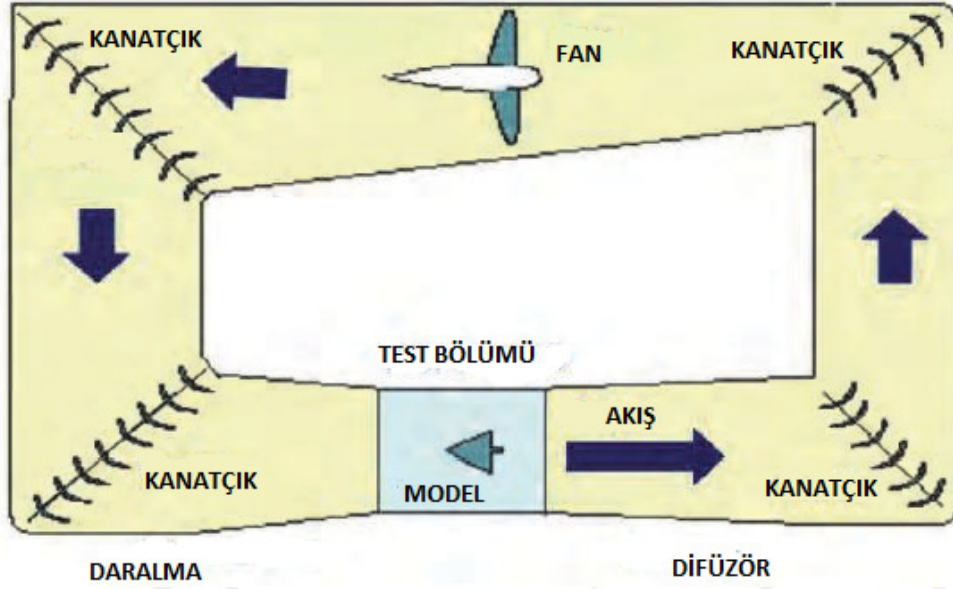 KANATÇIK
FAN
KANATÇIK
TEST BÖLÜMÜ
AKIŞ
KANATÇIK
MODEL
KANATÇIK
DARALMA
DİFÜZÖR